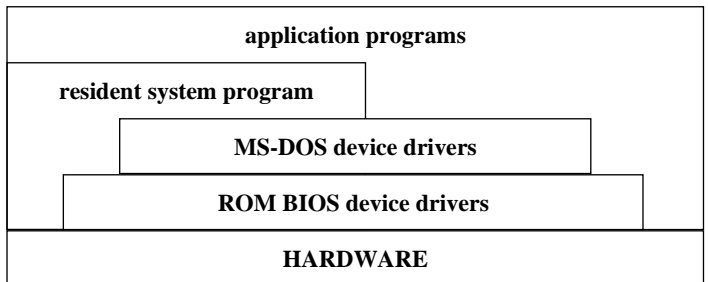 application programs
resident system program
MS-DOS device drivers
ROM BIOS device drivers
HARDWARE